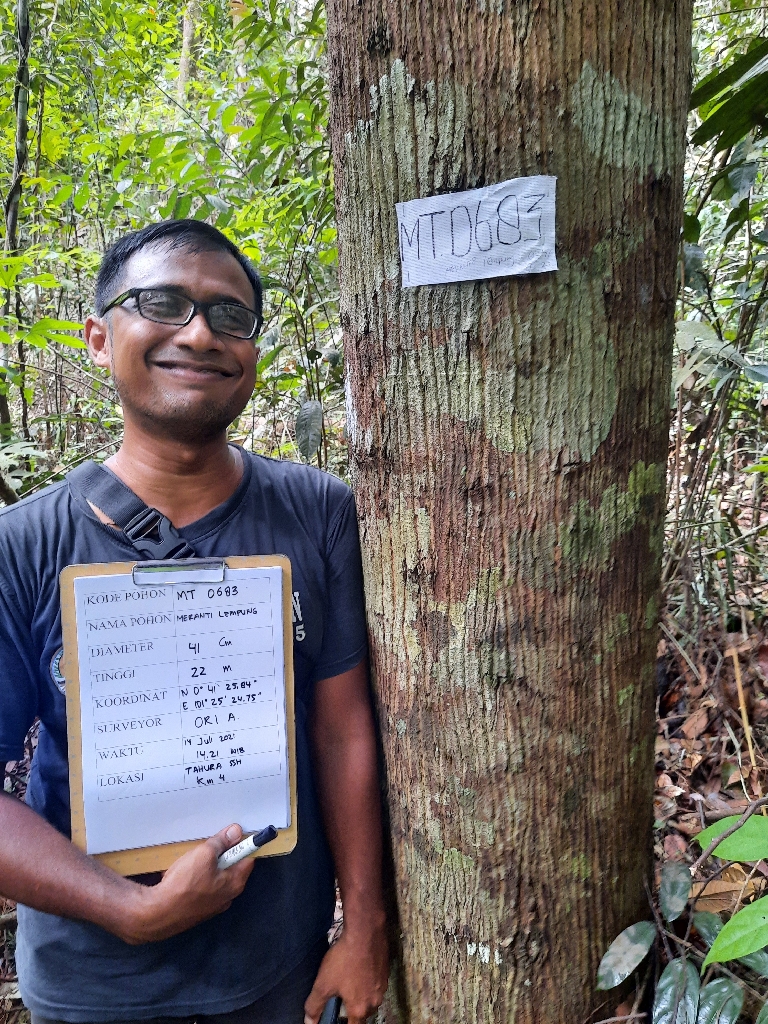 MT.0683
KODE POHON MT 0683
NAMA POHON MERANTI LEMPUNG
DIAMETER 41 Cm
TINGGI 22 m
KOORDINAT N 0° 41' 25.84"
E 101° 25' 24.75"
SURVEYOR ORI A.
WAKTU 14 Juli 2021
14.21 WIB
LOKASI TAHURA SSH
Km 4